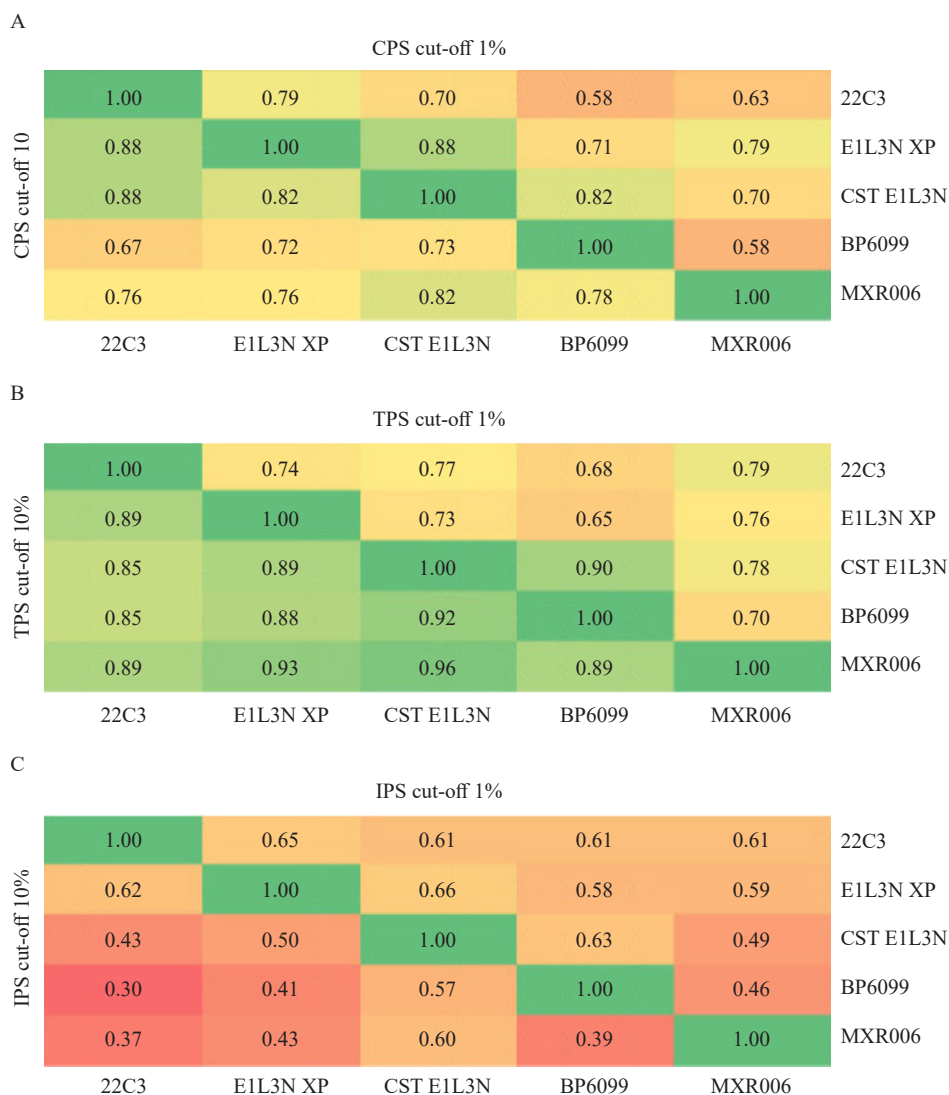 A
CPS cut-off 1%
CPS cut-off 10
1.00 0.79 0.70 0.58 0.63 22C3
0.88 1.00 0.88 0.71 0.79 E1L3N XP
0.88 0.82 1.00 0.82 0.70 CST E1L3N
0.67 0.72 0.73 1.00 0.58 BP6099
0.76 0.76 0.82 0.78 1.00 MXR006
22C3 E1L3N XP CST E1L3N BP6099 MXR006
B
TPS cut-off 1%
TPS cut-off 10%
1.00 0.74 0.77 0.68 0.79 22C3
0.89 1.00 0.73 0.65 0.76 E1L3N XP
0.85 0.89 1.00 0.90 0.78 CST E1L3N
0.85 0.88 0.92 1.00 0.70 BP6099
0.89 0.93 0.96 0.89 1.00 MXR006
22C3 E1L3N XP CST E1L3N BP6099 MXR006
C
IPS cut-off 1%
IPS cut-off 10%
1.00 0.65 0.61 0.61 0.61 22C3
0.62 1.00 0.66 0.58 0.59 E1L3N XP
0.43 0.50 1.00 0.63 0.49 CST E1L3N
0.30 0.41 0.57 1.00 0.46 BP6099
0.37 0.43 0.60 0.39 1.00 MXR006
22C3 E1L3N XP CST E1L3N BP6099 MXR006